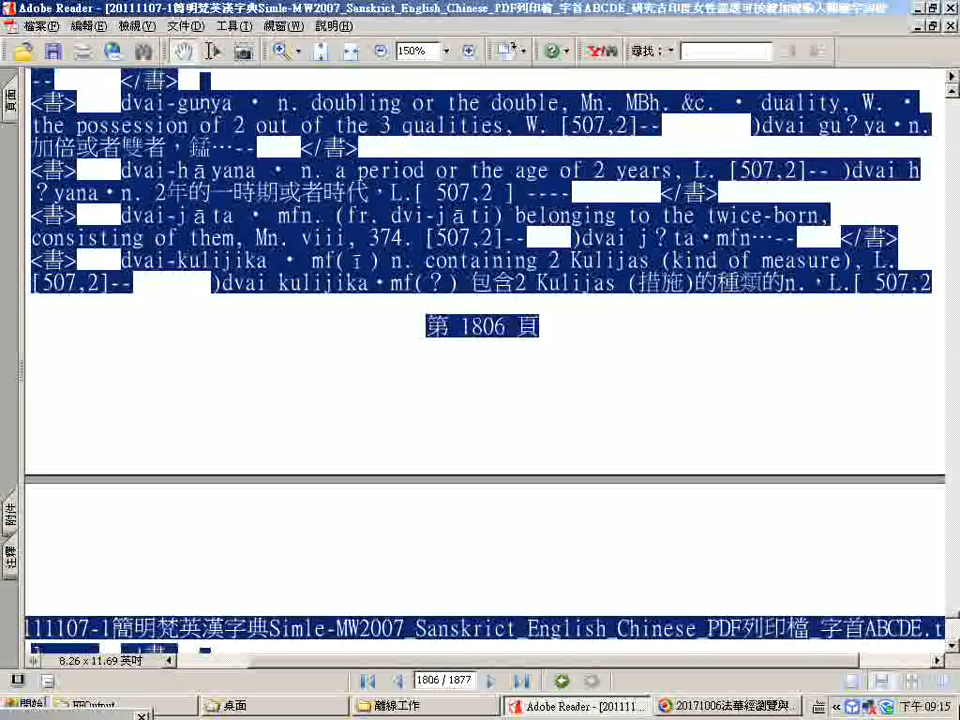 Adobe Reader - [20111107-1簡明梵英漢字典Simle-MW2007_Sanskrict_English_Chinese_PDF列印檔_字首ABCDE_研究古印度女性
檔案(F) 編輯(E) 檢視(V) 文件(D) 工具(T) 視窗(W) 說明(H)
150% 尋找：
頁面
-- </書>
<書> dvai-guṇya · n. doubling or the double, Mn. MBh. &c. · duality, W. ·
the possession of 2 out of the 3 qualities, W. [507,2]-- )dvai gu？ya·n.
加倍或者雙者，錳…-- </書>
<書> dvai-hāyana · n. a period or the age of 2 years, L. [507,2]-- )dvai h
？yana·n. 2年的一時期或者時代，L.[ 507,2 ] ---- </書>
<書> dvai-jāta · mfn. (fr. dvi-jāti) belonging to the twice-born,
consisting of them, Mn. viii, 374. [507,2]-- )dvai j？ta·mfn…-- </書>
<書> dvai-kulijika · mf(ī) n. containing 2 Kulijas (kind of measure), L.
[507,2]-- )dvai kulijika·mf(？) 包含2 Kulijas (措施)的種類的n.，L.[ 507,2
第 1806 頁
附件
注釋
111107-1簡明梵英漢字典Simle-MW2007_Sanskrict_English_Chinese_PDF列印檔_字首ABCDE.t
8.26 x 11.69 英吋
1806 / 1877
開始 FFOutput 桌面 離線工作 Adobe Reader - [201111... 20171006法華經瀏覽與... 下午 09:15